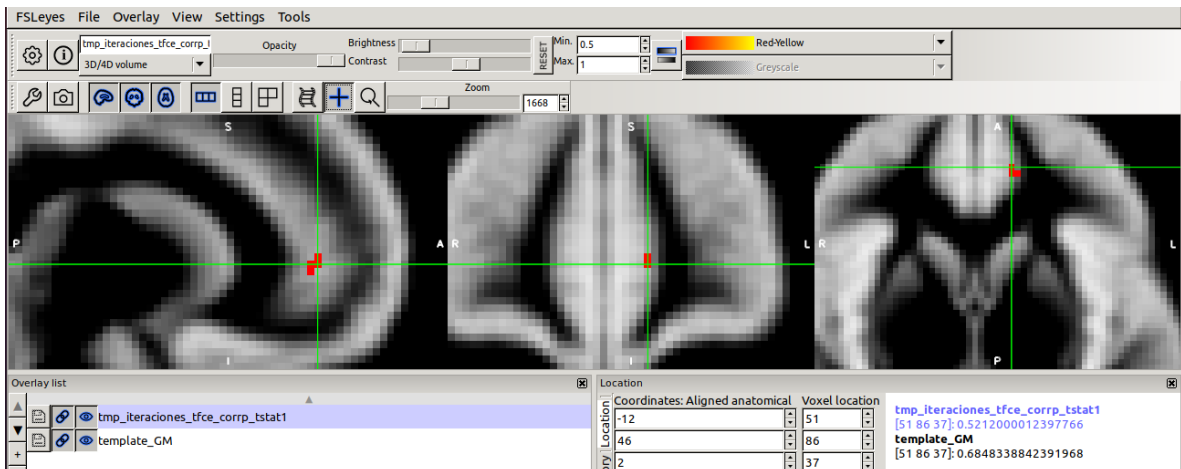 FSLeyes File Overlay View Settings Tools
tmp_iteraciones_tfce_corrp_t
3D/4D volume
Opacity
Brightness
Contrast
RESET
Min. 0.5
Max. 1
Red-Yellow
Greyscale
Zoom
1668
S
P
A
I
S
R
L
I
A
R
L
P
Overlay list
tmp_iteraciones_tfce_corrp_tstat1
template_GM
+
Location
Location
Coordinates: Aligned anatomical Voxel location
-12 51
46 86
2 37
tmp_iteraciones_tfce_corrp_tstat1
[51 86 37]: 0.5212000012397766
template_GM
[51 86 37]: 0.6848338842391968